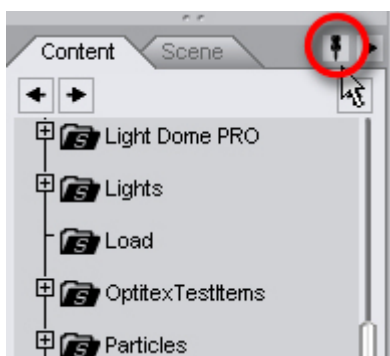 Content Scene
Light Dome PRO
Lights
Load
OptitexTestItems
Particles